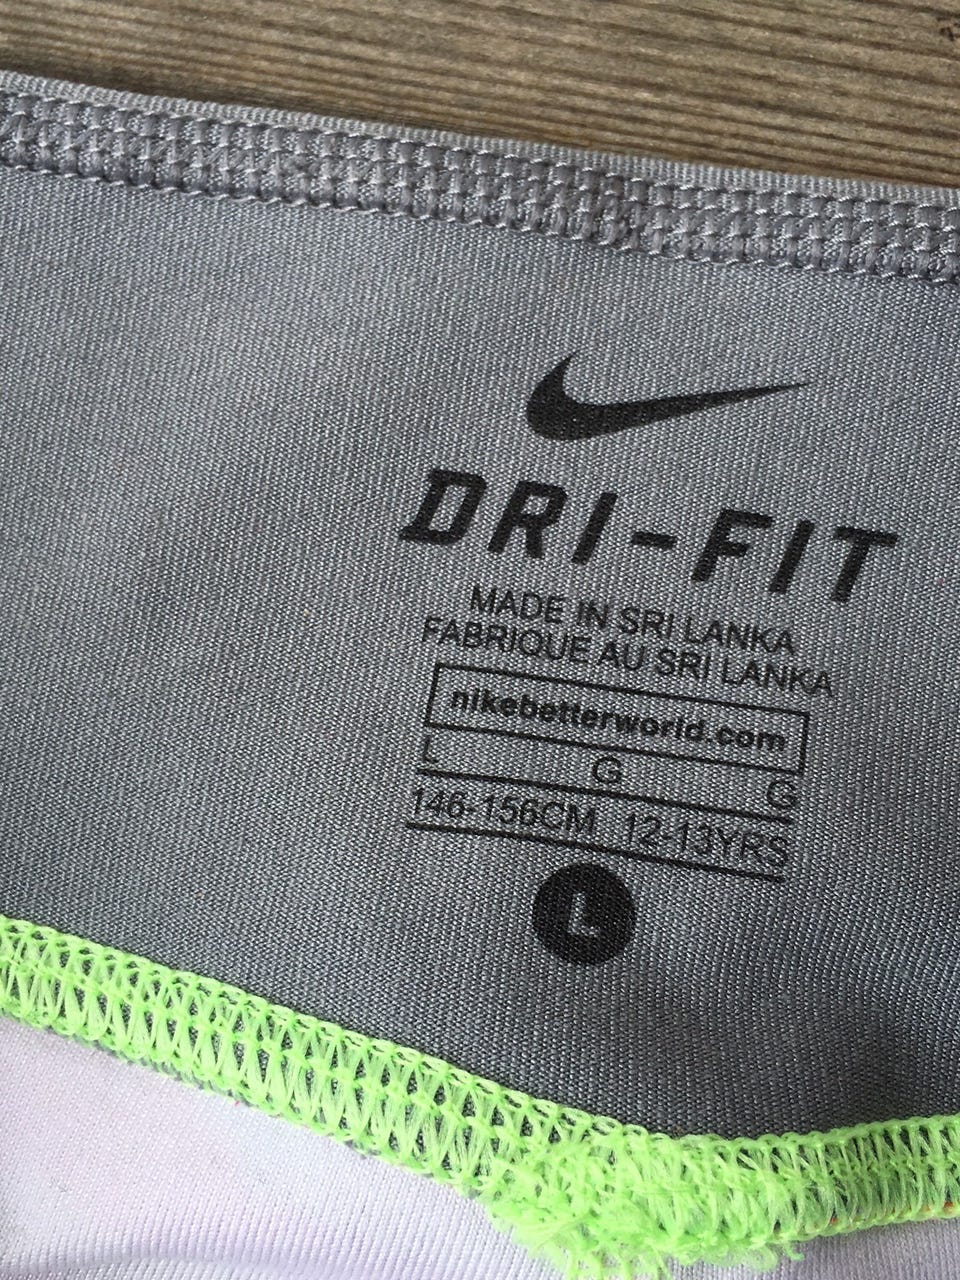 DRI-FIT
MADE IN SRI LANKA
FABRIQUE AU SRI LANKA
nikebetterworld.com
L G G
146-156CM 12-13YRS
L